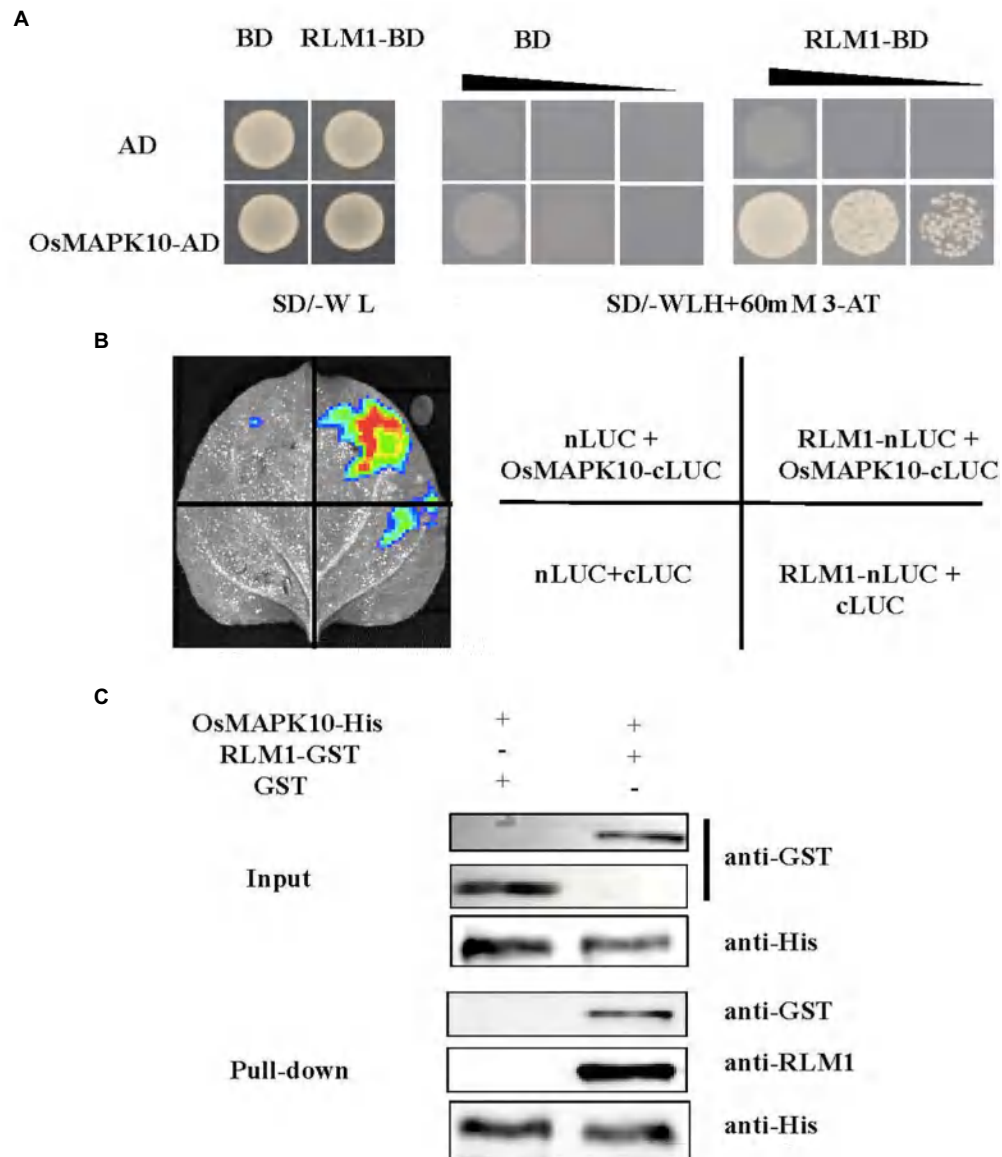 A
BD RLM1-BD BD RLM1-BD
AD
OsMAPK10-AD
SD/-W L SD/-WLH+60mM 3-AT
B
nLUC +
OsMAPK10-cLUC
RLM1-nLUC +
OsMAPK10-cLUC
nLUC+cLUC
RLM1-nLUC +
cLUC
C
OsMAPK10-His + +
RLM1-GST - +
GST + -
Input
anti-GST
anti-His
Pull-down
anti-GST
anti-RLM1
anti-His